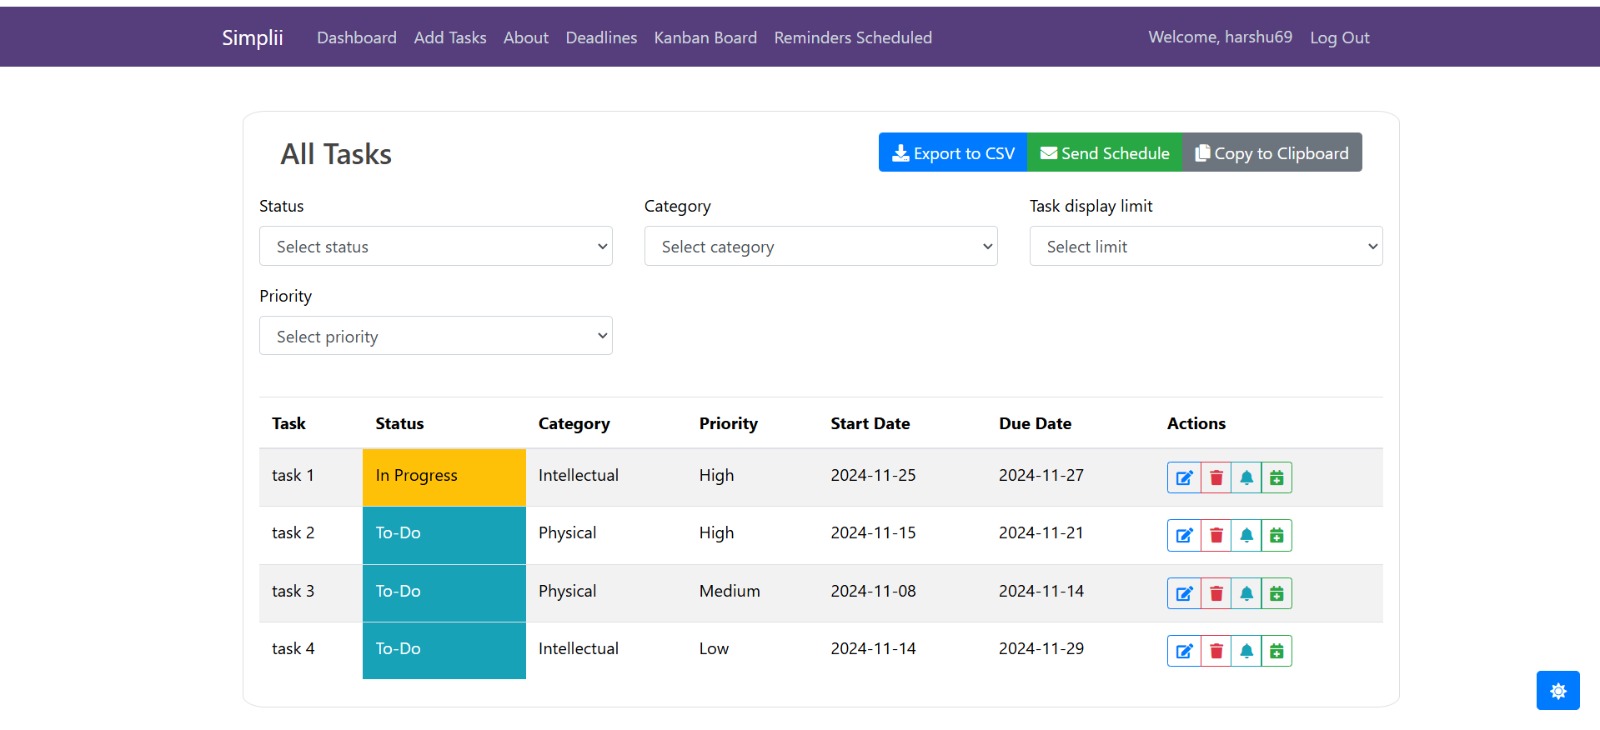 Simplii Dashboard Add Tasks About Deadlines Kanban Board Reminders Scheduled Welcome, harshu69 Log Out
All Tasks Export to CSV Send Schedule Copy to Clipboard
Status Category Task display limit
Select status Select category Select limit
Priority
Select priority
Task Status Category Priority Start Date Due Date Actions
task 1 In Progress Intellectual High 2024-11-25 2024-11-27
task 2 To-Do Physical High 2024-11-15 2024-11-21
task 3 To-Do Physical Medium 2024-11-08 2024-11-14
task 4 To-Do Intellectual Low 2024-11-14 2024-11-29